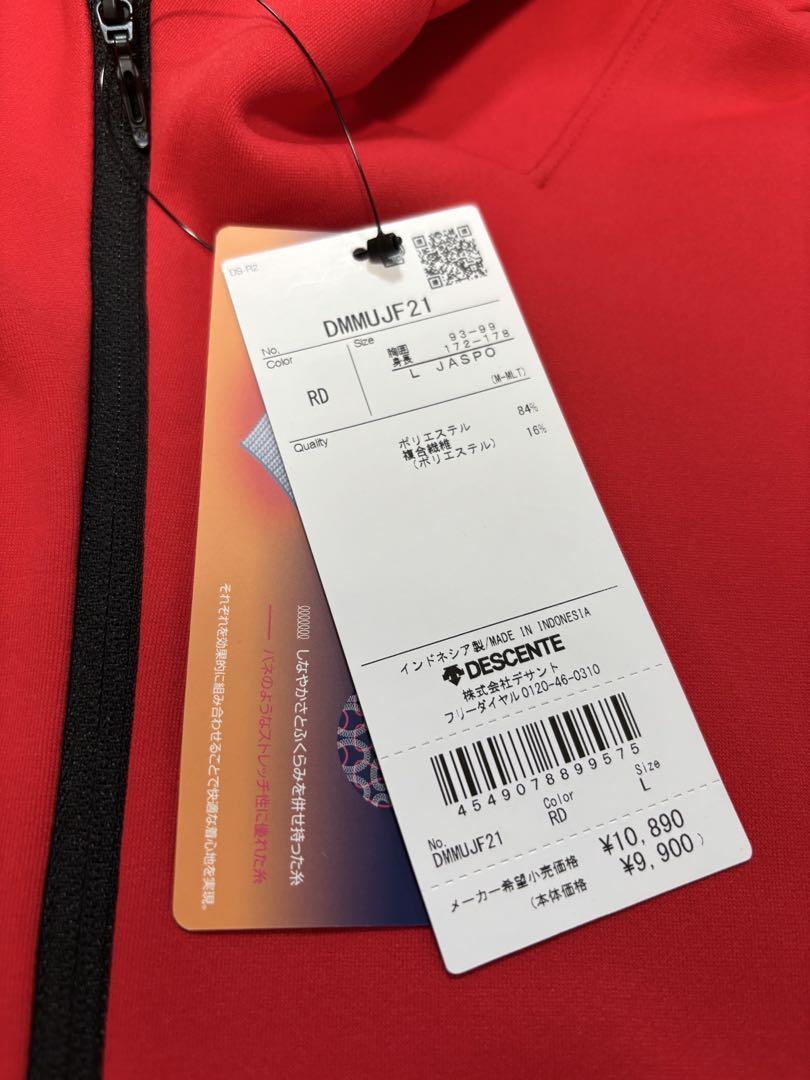 DS-R2
No. DMMUJF21
Color
RD
Size
胸囲 93-99
身長 172-178
L JASPO
(M-MLT)
Quality
ポリエステル 84%
複合繊維 16%
(ポリエステル)
インドネシア製/MADE IN INDONESIA
DESCENTE
株式会社デサント
フリーダイヤル0120-46-0310
4549078899575
No.
DMMUJF21
Color
RD
Size
L
メーカー希望小売価格 ¥10,890
(本体価格 ¥9,900)
しなやかさとふくらみを併せ持った糸
バネのようなストレッチ性に優れた糸
それぞれを効果的に組み合わせることで快適な着心地を実現。